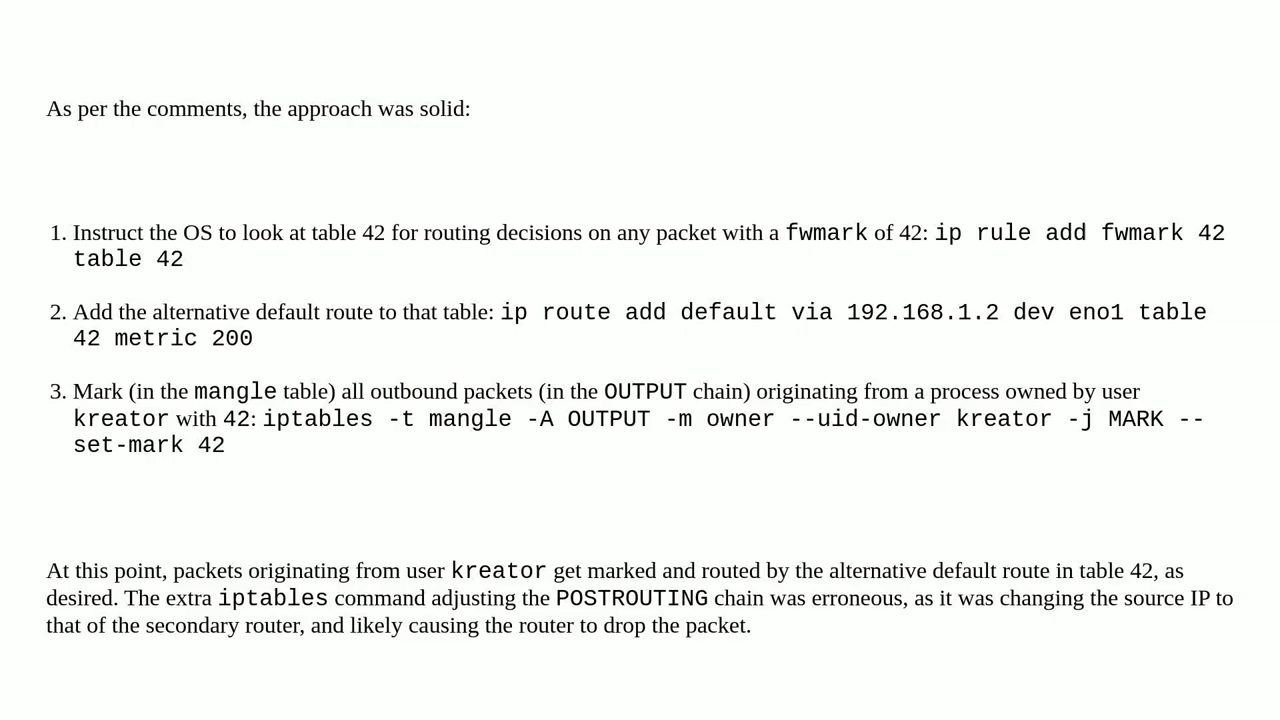 As per the comments, the approach was solid:
1. Instruct the OS to look at table 42 for routing decisions on any packet with a fwmark of 42: ip rule add fwmark 42
table 42
2. Add the alternative default route to that table: ip route add default via 192.168.1.2 dev eno1 table
42 metric 200
3. Mark (in the mangle table) all outbound packets (in the OUTPUT chain) originating from a process owned by user
kreator with 42: iptables -t mangle -A OUTPUT -m owner --uid-owner kreator -j MARK --
set-mark 42
At this point, packets originating from user kreator get marked and routed by the alternative default route in table 42, as
desired. The extra iptables command adjusting the POSTROUTING chain was erroneous, as it was changing the source IP to
that of the secondary router, and likely causing the router to drop the packet.